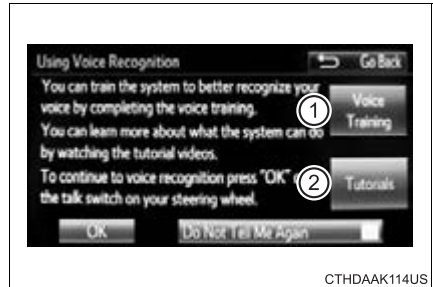 Using Voice Recognition
Go Back
You can train the system to better recognize your
voice by completing the voice training.
1
Voice
Training
You can learn more about what the system can do
by watching the tutorial videos.
To continue to voice recognition press "OK"
2
Tutorials
the talk switch on your steering wheel.
OK
Do Not Tell Me Again
CTHDAAK114US